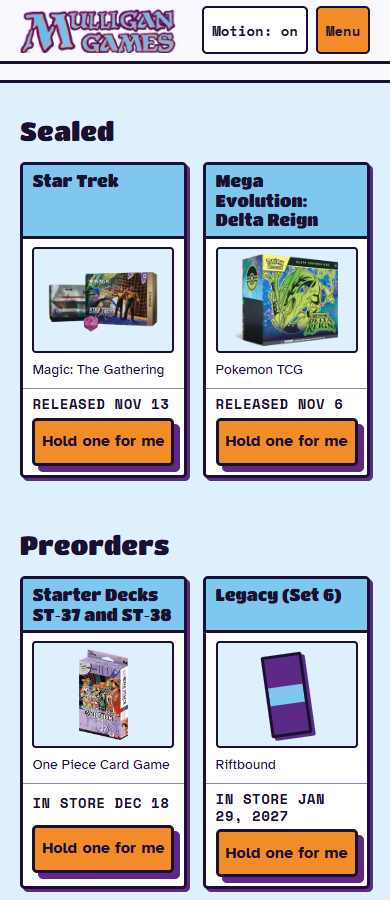 MULLIGAN
GAMES
Motion: on
Menu
Sealed
Star Trek
Mega
Evolution:
Delta Reign
Magic: The Gathering
Pokemon TCG
RELEASED NOV 13
RELEASED NOV 6
Hold one for me
Hold one for me
Preorders
Starter Decks
ST-37 and ST-38
Legacy (Set 6)
One Piece Card Game
Riftbound
IN STORE DEC 18
IN STORE JAN
29, 2027
Hold one for me
Hold one for me